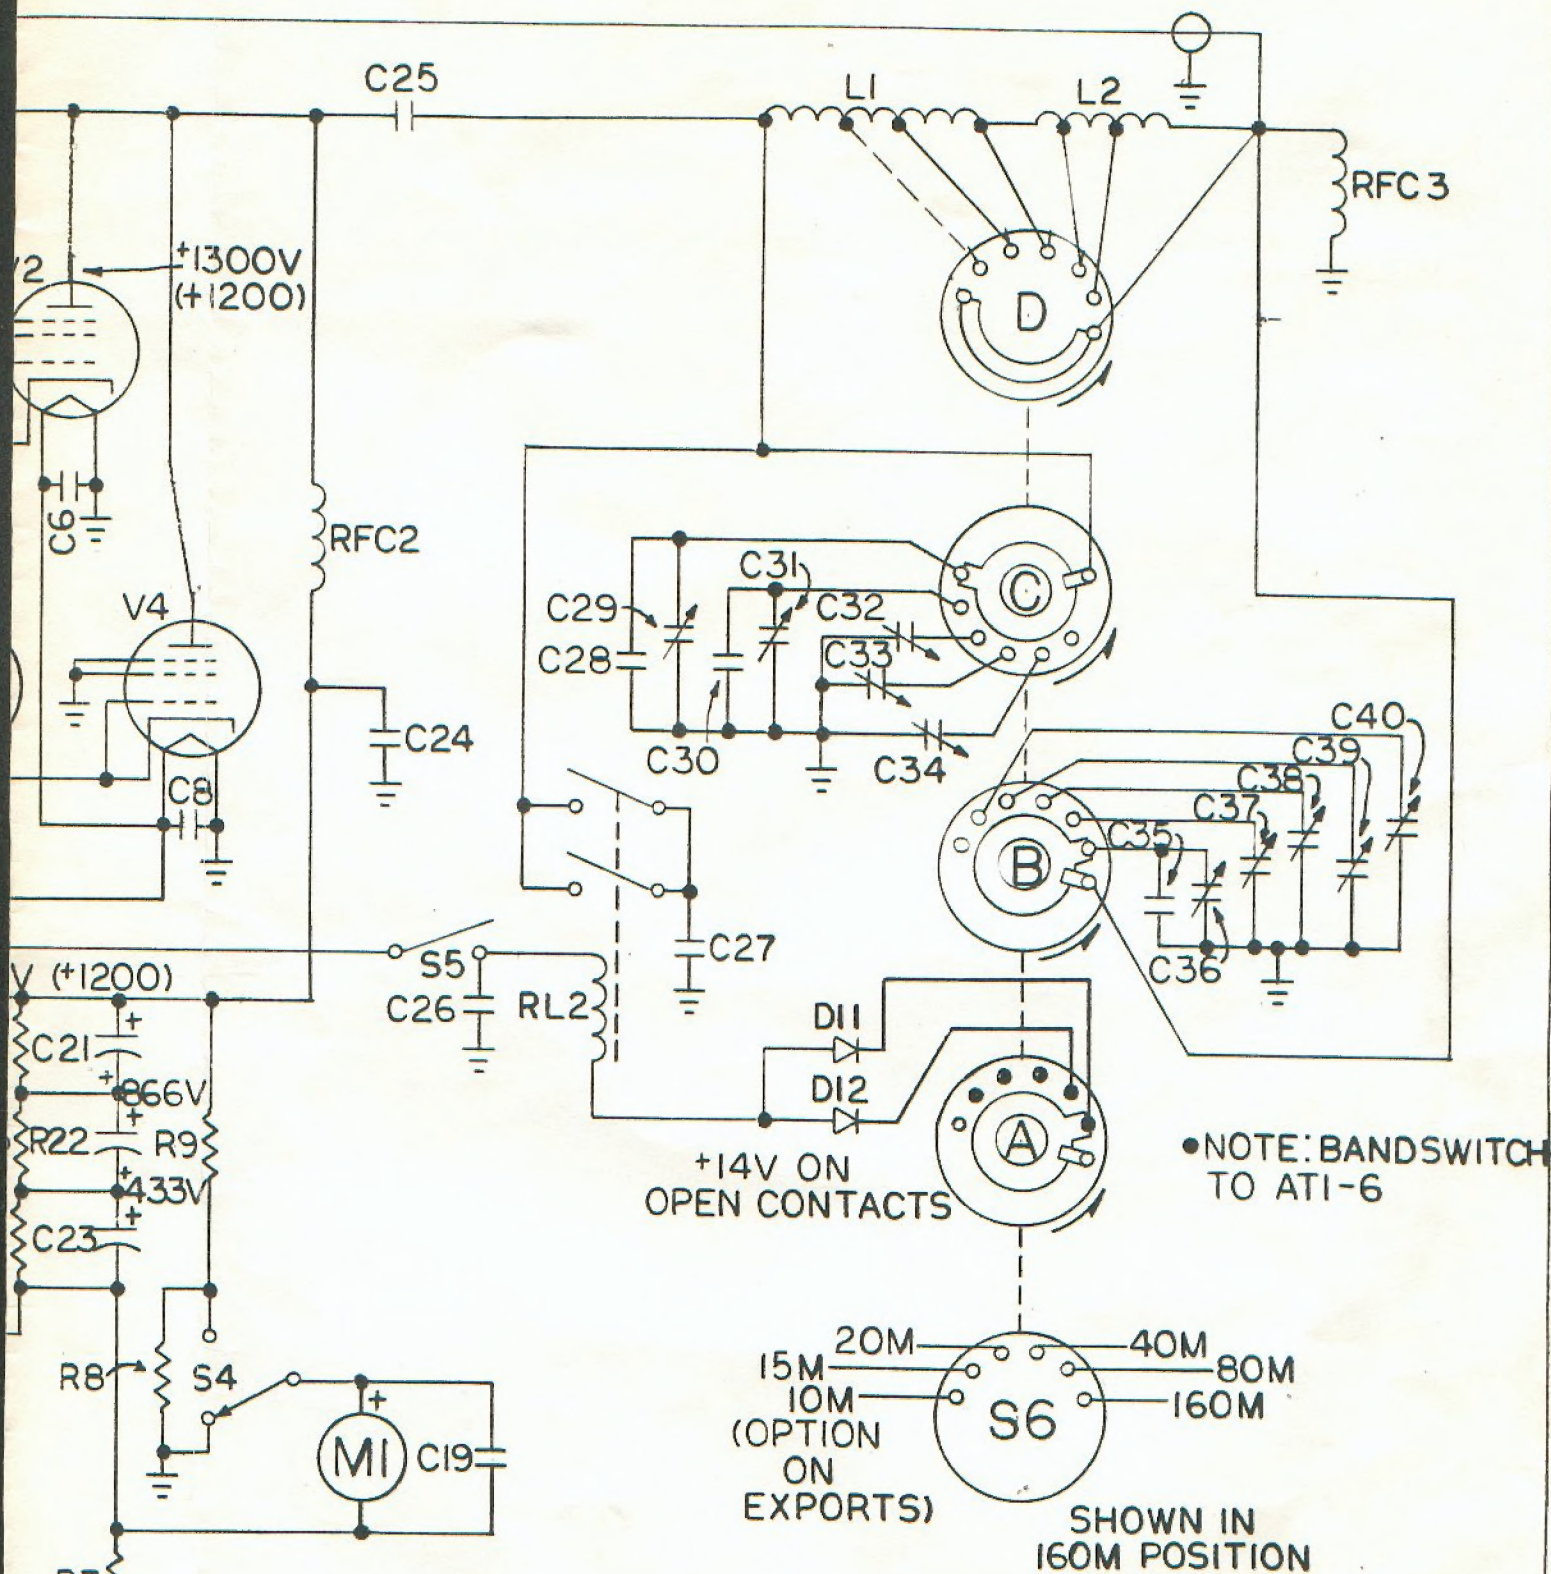 C25
L1
L2
RFC3
+1300V
(+1200)
D
RFC2
C6
C31
C32
C29
C33
C28
C
V4
C30
C34
C24
C40
C39
C38
C37
C35
B
C8
C36
C27
S5
V (+1200)
C26
RL2
D11
C21
+
+
866V
D12
+
R22
R9
A
+14V ON
OPEN CONTACTS
NOTE: BANDSWITCH
TO AT1-6
+
433V
+
C23
20M
40M
15M
80M
10M
160M
(OPTION
ON
EXPORTS)
S6
R8
S4
+
M1
C19
SHOWN IN
160M POSITION